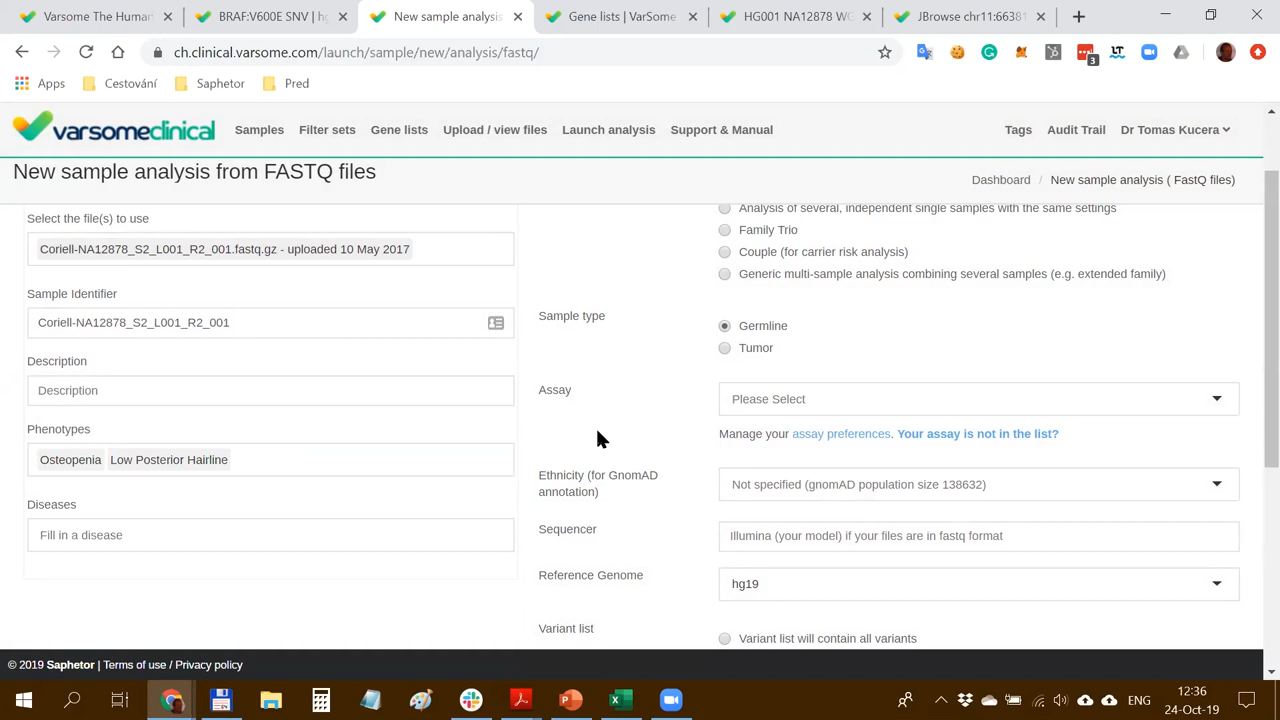 Varsome The Human
BRAF:V600E SNV | hg
New sample analysis
Gene lists | VarSome
HG001 NA12878 WG
JBrowse chr11:66381
ch.clinical.varsome.com/launch/sample/new/analysis/fastq/
3
Apps
Cestování
Saphetor
Pred
varsomeclinical
Samples
Filter sets
Gene lists
Upload / view files
Launch analysis
Support & Manual
Tags
Audit Trail
Dr Tomas Kucera
New sample analysis from FASTQ files
Dashboard / New sample analysis ( FastQ files)
Select the file(s) to use
Coriell-NA12878_S2_L001_R2_001.fastq.gz - uploaded 10 May 2017
Sample Identifier
Coriell-NA12878_S2_L001_R2_001
Description
Description
Phenotypes
Osteopenia
Low Posterior Hairline
Diseases
Fill in a disease
Analysis of several, independent single samples with the same settings
Family Trio
Couple (for carrier risk analysis)
Generic multi-sample analysis combining several samples (e.g. extended family)
Sample type
Germline
Tumor
Assay
Please Select
Manage your assay preferences. Your assay is not in the list?
Ethnicity (for GnomAD
annotation)
Not specified (gnomAD population size 138632)
Sequencer
Illumina (your model) if your files are in fastq format
Reference Genome
hg19
Variant list
Variant list will contain all variants
© 2019 Saphetor | Terms of use / Privacy policy
ENG
12:36
24-Oct-19